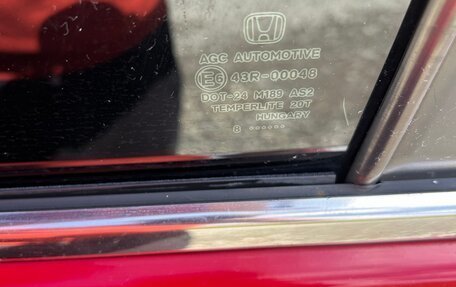 AGC AUTOMOTIVE
E6 43R-00048
DOT-24 M189 AS2
TEMPERLITE 20T
HUNGARY
8 ......